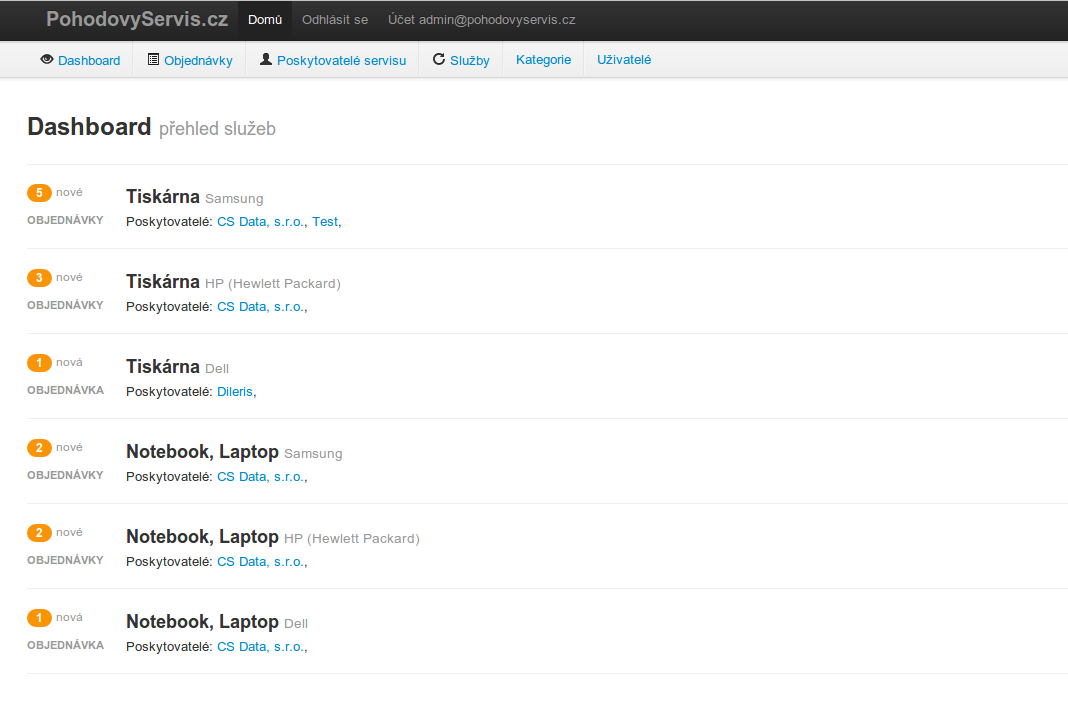 PohodovyServis.cz Domů Odhlásit se Účet admin@pohodovyservis.cz
Dashboard Objednávky Poskytovatelé servisu Služby Kategorie Uživatelé
Dashboard přehled služeb
5 nové
OBJEDNÁVKY
Tiskárna Samsung
Poskytovatelé: CS Data, s.r.o., Test,
3 nové
OBJEDNÁVKY
Tiskárna HP (Hewlett Packard)
Poskytovatelé: CS Data, s.r.o.,
1 nová
OBJEDNÁVKA
Tiskárna Dell
Poskytovatelé: Dileris,
2 nové
OBJEDNÁVKY
Notebook, Laptop Samsung
Poskytovatelé: CS Data, s.r.o.,
2 nové
OBJEDNÁVKY
Notebook, Laptop HP (Hewlett Packard)
Poskytovatelé: CS Data, s.r.o.,
1 nová
OBJEDNÁVKA
Notebook, Laptop Dell
Poskytovatelé: CS Data, s.r.o.,